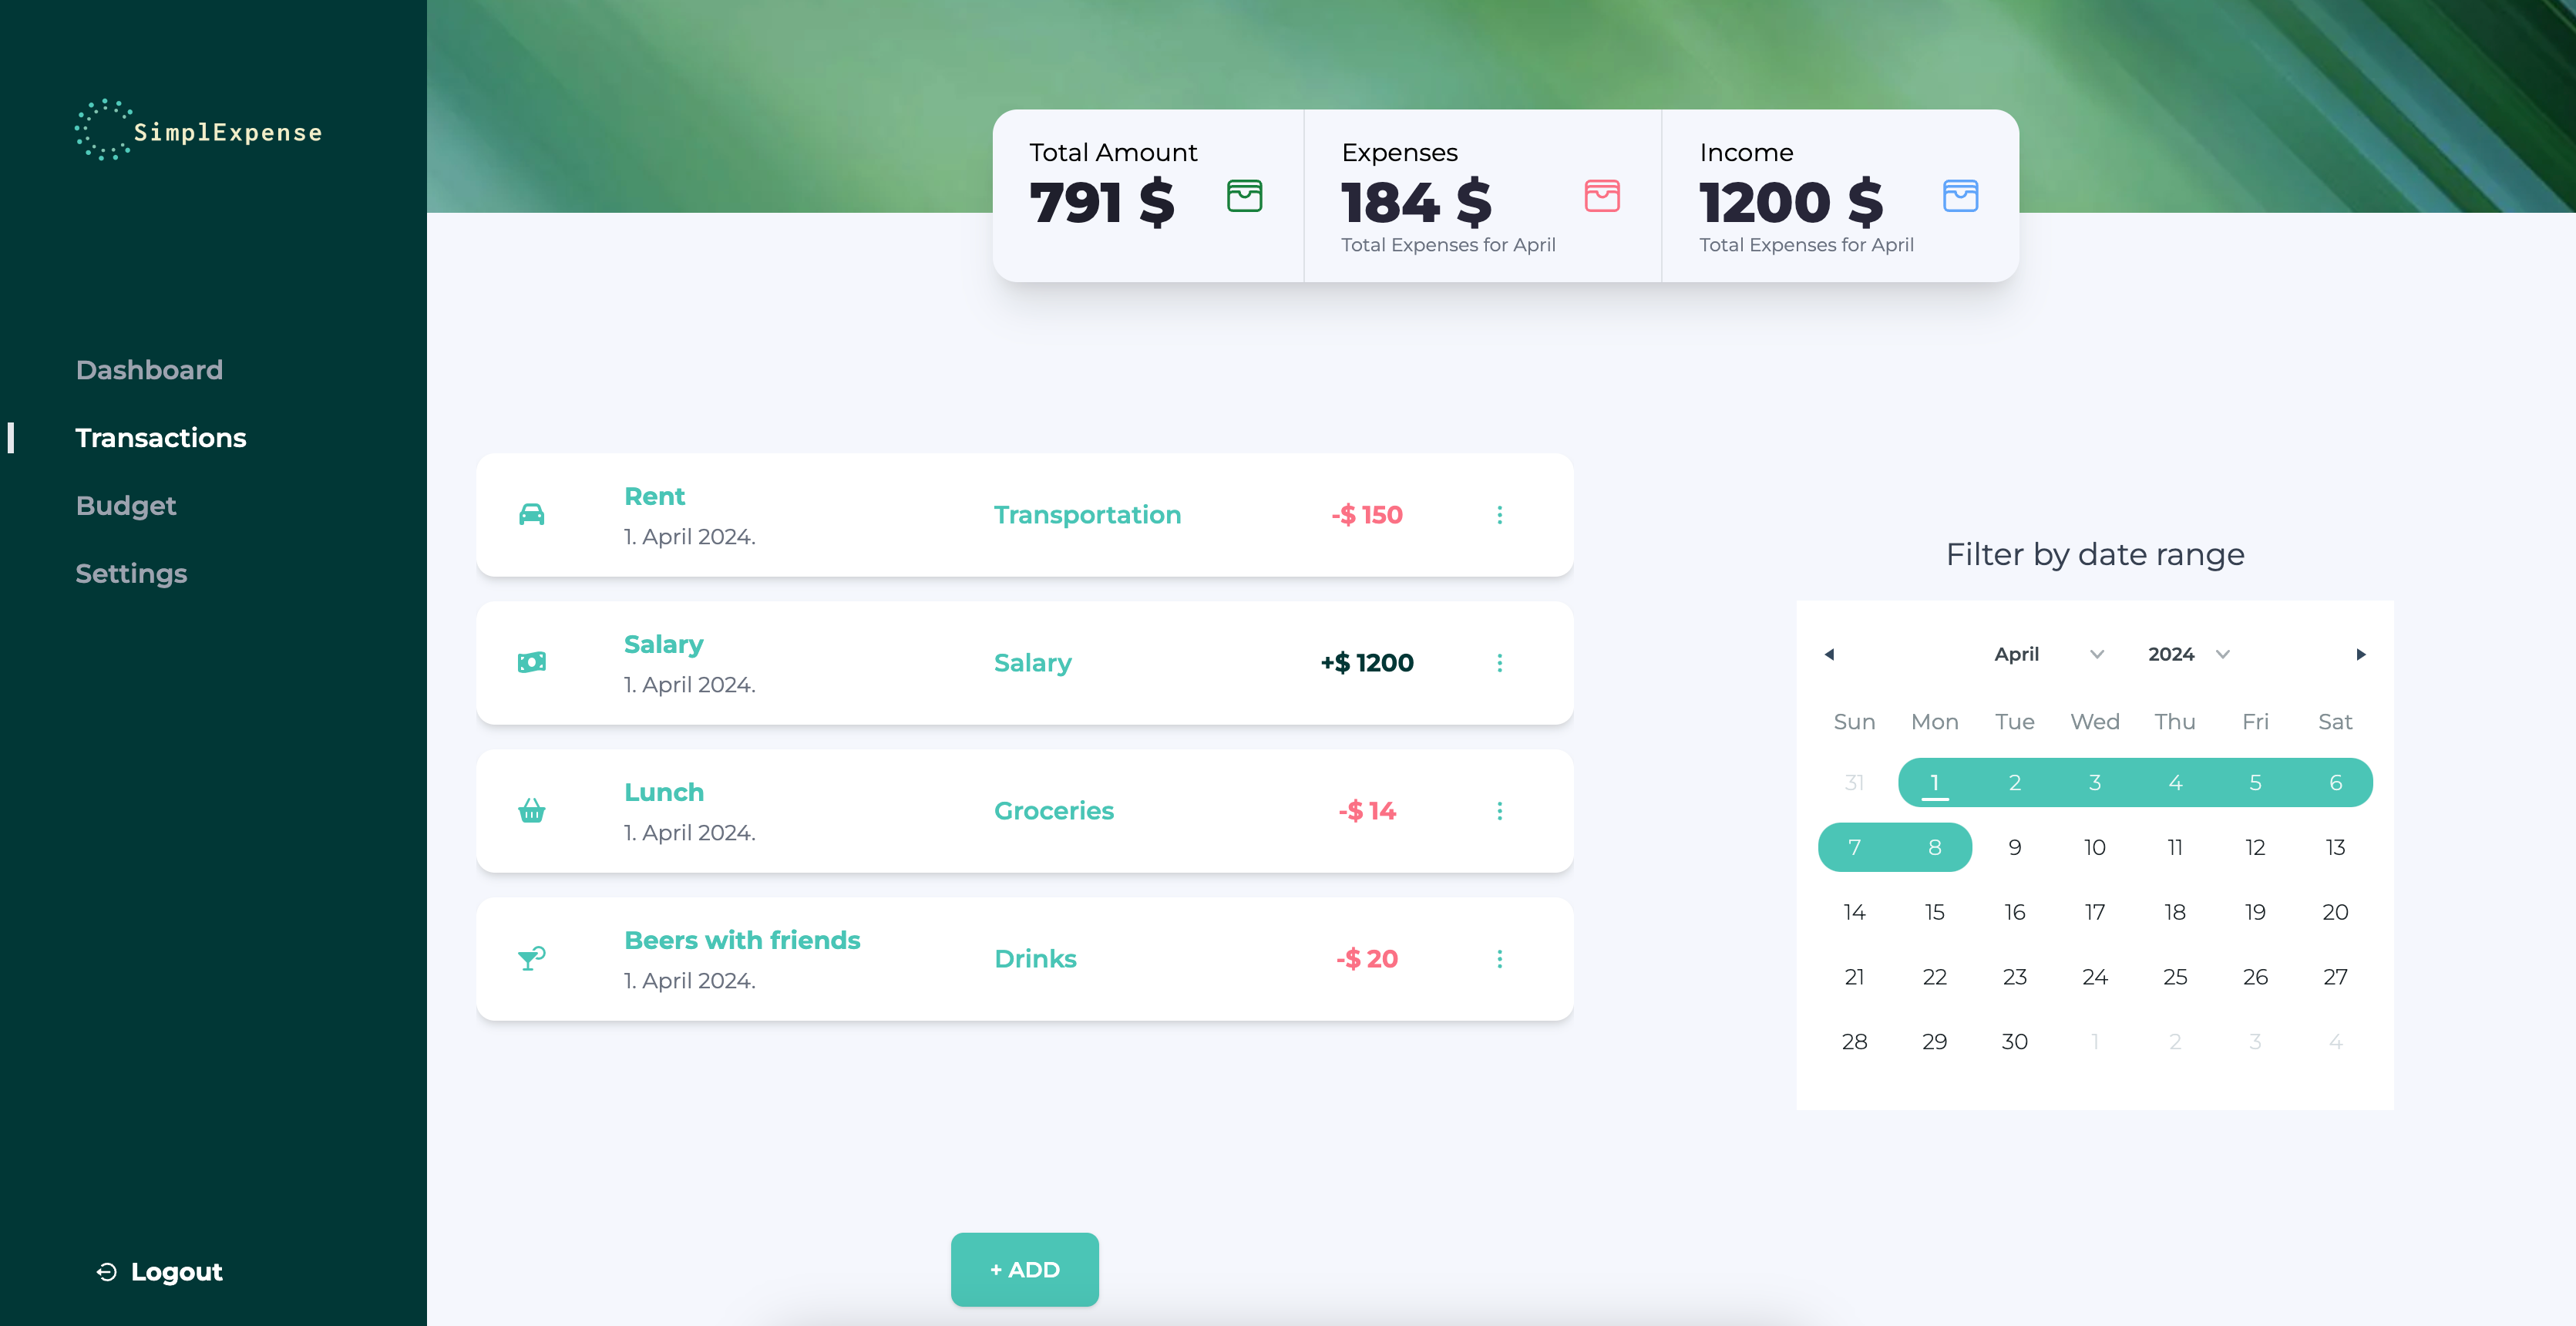 SimplExpense
Dashboard
Transactions
Budget
Settings
Logout
Total Amount
791 $
Expenses
184 $
Total Expenses for April
Income
1200 $
Total Expenses for April
Rent
1. April 2024.
Transportation
-$ 150
Salary
1. April 2024.
Salary
+$ 1200
Lunch
1. April 2024.
Groceries
-$ 14
Beers with friends
1. April 2024.
Drinks
-$ 20
+ ADD
Filter by date range
April 2024
Sun Mon Tue Wed Thu Fri Sat
31 1 2 3 4 5 6
7 8 9 10 11 12 13
14 15 16 17 18 19 20
21 22 23 24 25 26 27
28 29 30 1 2 3 4